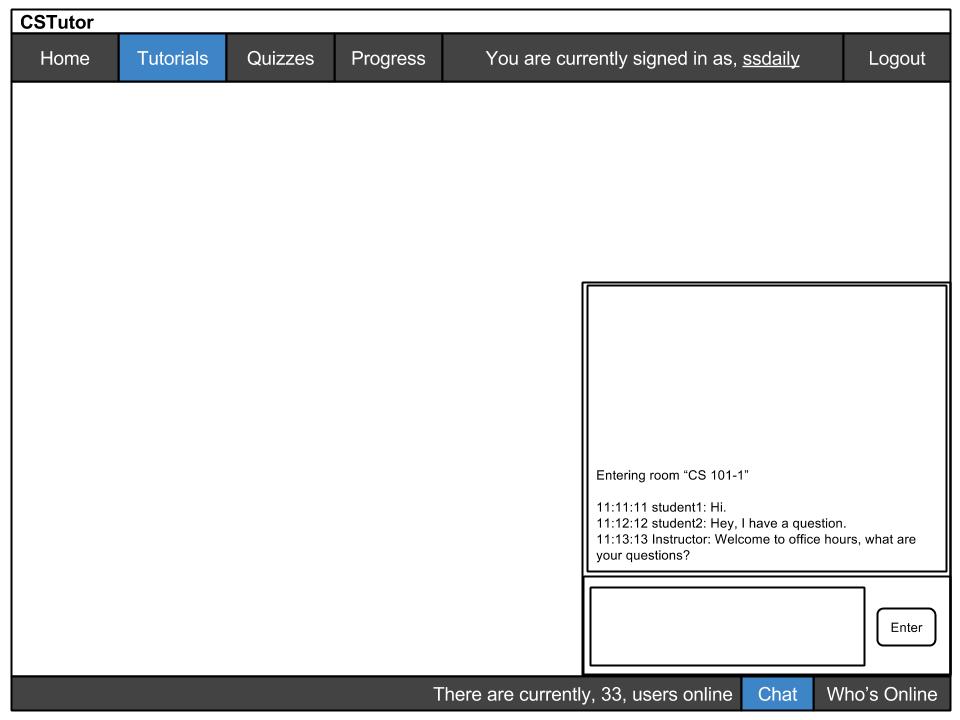 CSTutor
Home Tutorials Quizzes Progress You are currently signed in as, ssdaily Logout
Entering room “CS 101-1”
11:11:11 student1: Hi.
11:12:12 student2: Hey, I have a question.
11:13:13 Instructor: Welcome to office hours, what are
your questions?
Enter
There are currently, 33, users online Chat Who’s Online